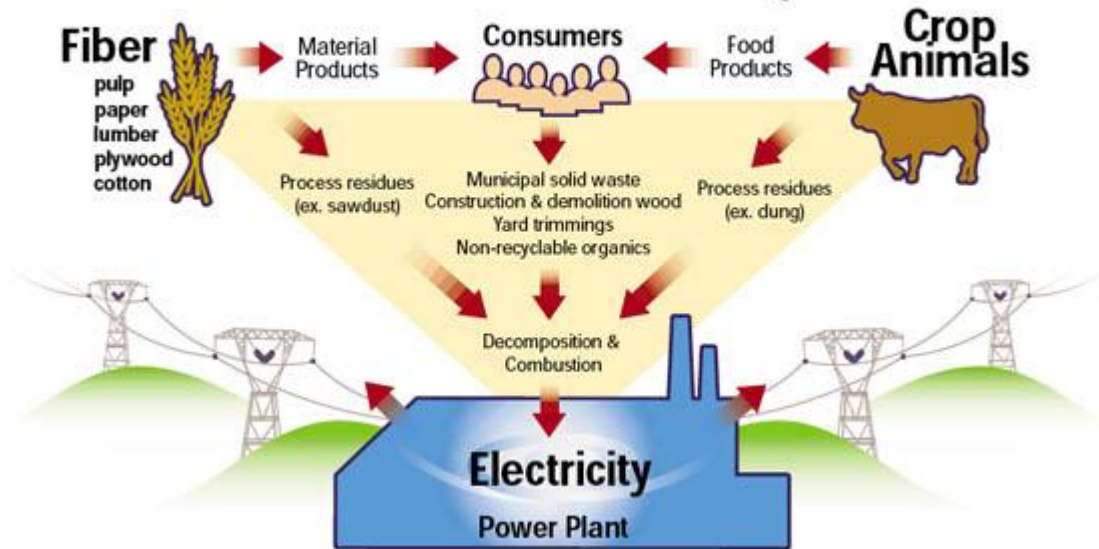 Fiber
pulp
paper
lumber
plywood
cotton
Material
Products
Consumers
Food
Products
Crop
Animals
Process residues
(ex. sawdust)
Municipal solid waste
Construction & demolition wood
Yard trimmings
Non-recyclable organics
Process residues
(ex. dung)
Decomposition &
Combustion
Electricity
Power Plant